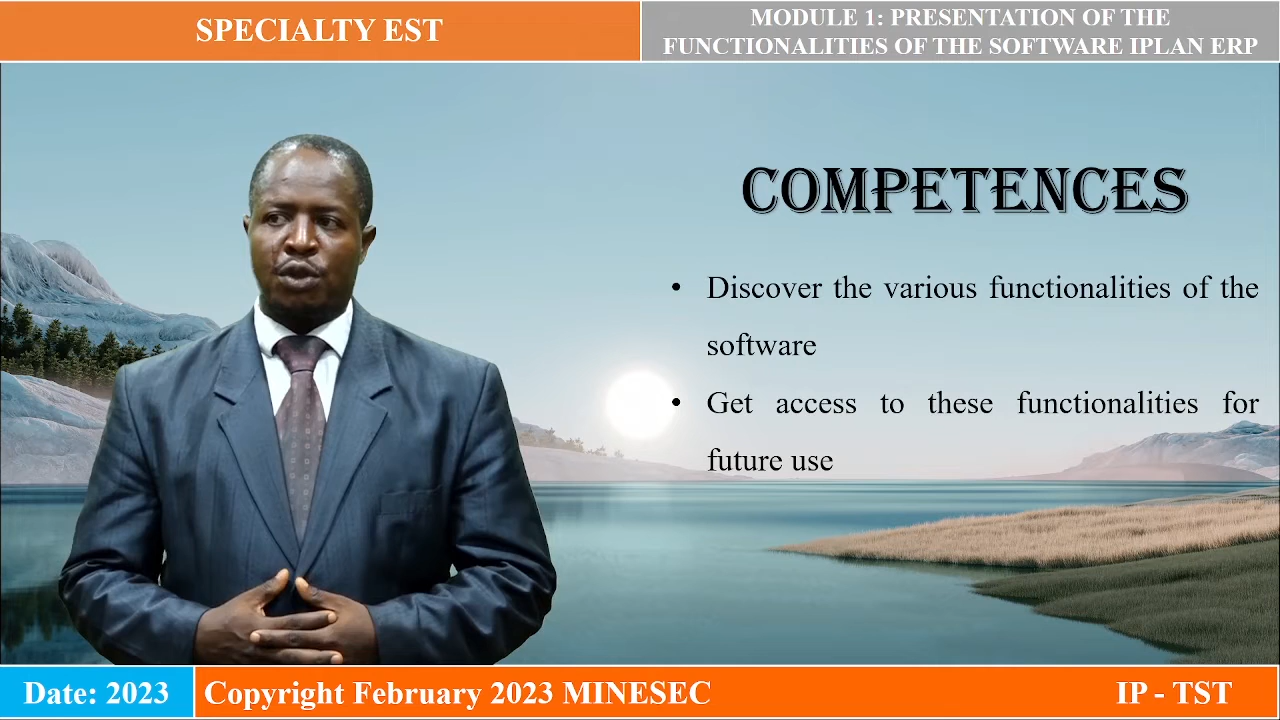 SPECIALTY EST
MODULE 1: PRESENTATION OF THE
FUNCTIONALITIES OF THE SOFTWARE IPLAN ERP
COMPETENCES
• Discover the various functionalities of the
software
• Get access to these functionalities for
future use
Date: 2023
Copyright February 2023 MINESEC
IP - TST